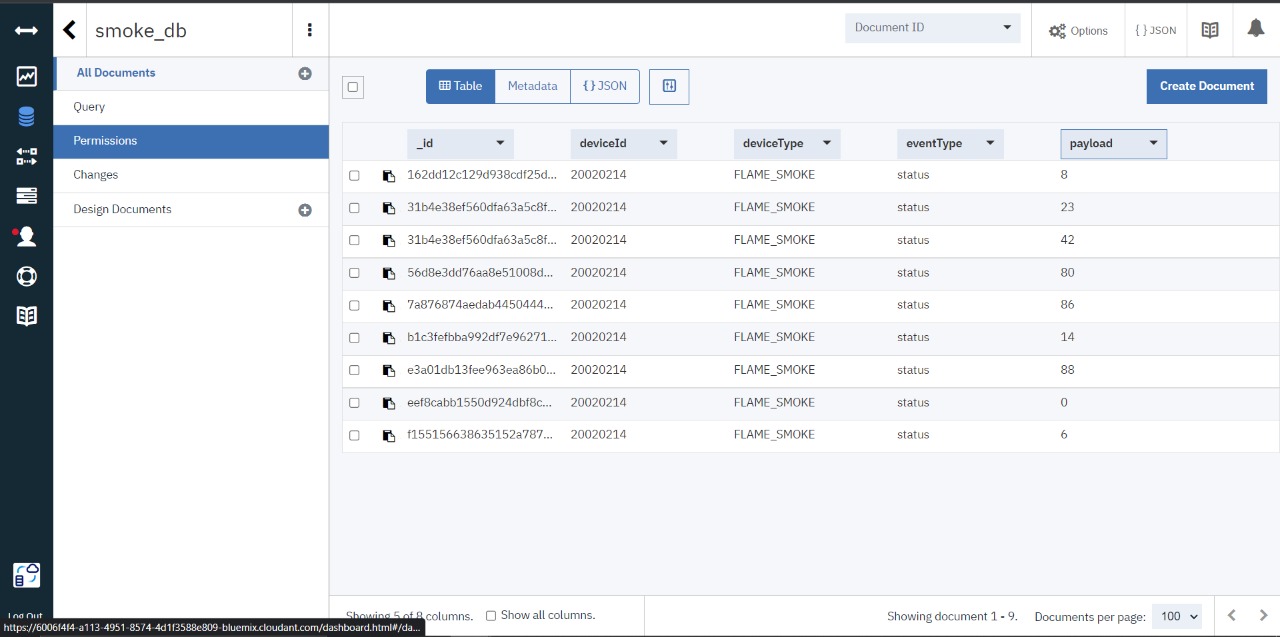 smoke_db
Document ID
Options
{ } JSON
All Documents
Query
Permissions
Changes
Design Documents
Table
Metadata
{ } JSON
Create Document
_id deviceId deviceType eventType payload
162dd12c129d938cdf25d... 20020214 FLAME_SMOKE status 8
31b4e38ef560dfa63a5c8f... 20020214 FLAME_SMOKE status 23
31b4e38ef560dfa63a5c8f... 20020214 FLAME_SMOKE status 42
56d8e3dd76aa8e51008d... 20020214 FLAME_SMOKE status 80
7a876874aedab4450444... 20020214 FLAME_SMOKE status 86
b1c3fefbba992df7e96271... 20020214 FLAME_SMOKE status 14
e3a01db13fee963ea86b0... 20020214 FLAME_SMOKE status 88
eef8cabb1550d924dbf8c... 20020214 FLAME_SMOKE status 0
f155156638635152a787... 20020214 FLAME_SMOKE status 6
Log Out
Showing 5 of 8 columns.
Show all columns.
Showing document 1 - 9.
Documents per page: 100
https://6006f4f4-a113-4951-8574-4d1f3588e809-bluemix.cloudant.com/dashboard.html#/da...